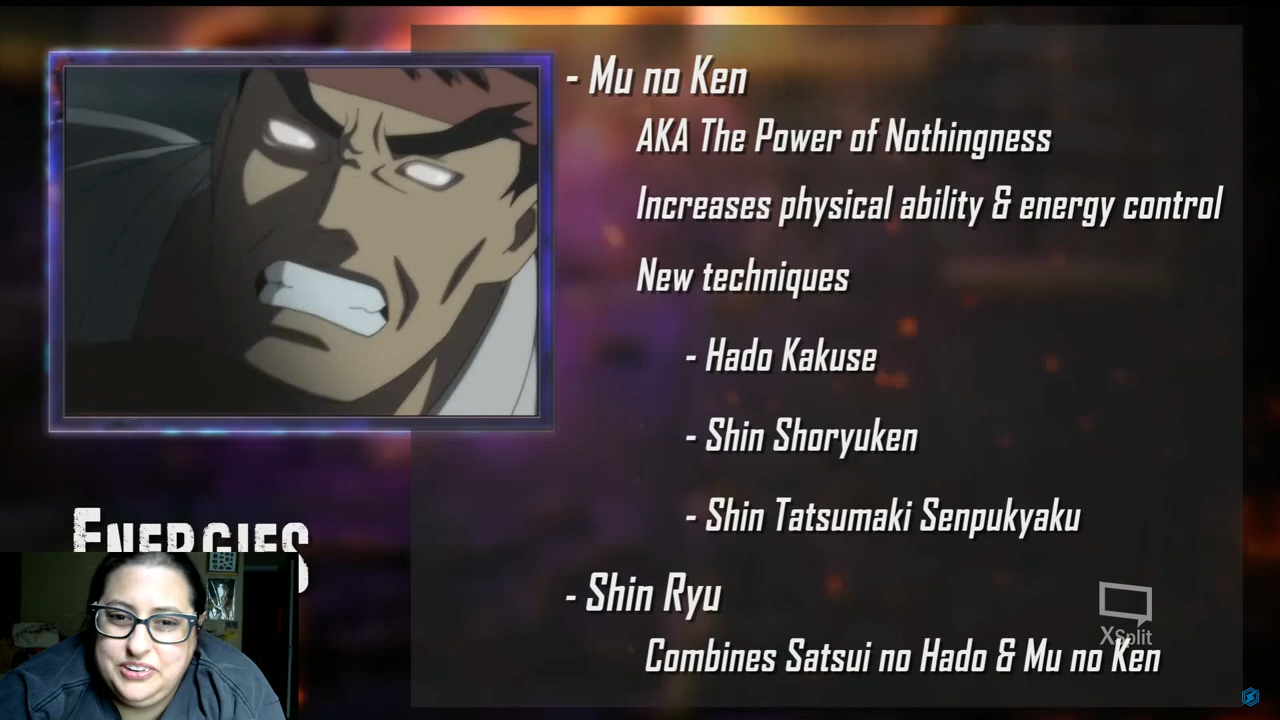 - Mu no Ken
AKA The Power of Nothingness
Increases physical ability & energy control
New techniques
- Hado Kakuse
- Shin Shoryuken
- Shin Tatsumaki Senpukyaku
- Shin Ryu
Combines Satsui no Hado & Mu no Ken
Energies
XSplit